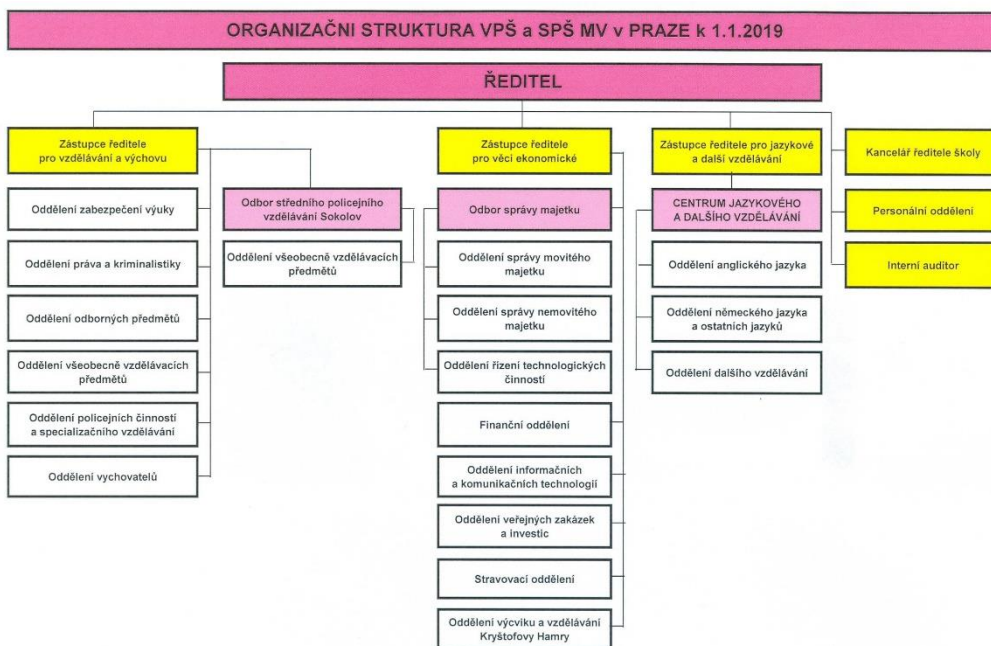 ORGANIZAČNI STRUKTURA VPŠ a SPŠ MV v PRAZE k 1.1.2019
ŘEDITEL
Zástupce ředitele
pro vzdělávání a výchovu
Oddělení zabezpečení výuky
Oddělení práva a kriminalistiky
Oddělení odborných předmětů
Oddělení všeobecně vzdělávacích
předmětů
Oddělení policejních činností
a specializačního vzdělávání
Oddělení vychovatelů
Odbor středního policejního
vzdělávání Sokolov
Oddělení všeobecně vzdělávacích
předmětů
Zástupce ředitele
pro věci ekonomické
Odbor správy majetku
Oddělení správy movitého
majetku
Oddělení správy nemovitého
majetku
Oddělení řízení technologických
činností
Finanční oddělení
Oddělení informačních
a komunikačních technologií
Oddělení veřejných zakázek
a investic
Stravovací oddělení
Oddělení výcviku a vzdělávání
Kryštofovy Hamry
Zástupce ředitele pro jazykové
a další vzdělávání
CENTRUM JAZYKOVÉHO
A DALŠÍHO VZDĚLÁVÁNÍ
Oddělení anglického jazyka
Oddělení německého jazyka
a ostatních jazyků
Oddělení dalšího vzdělávání
Kancelář ředitele školy
Personální oddělení
Interní auditor